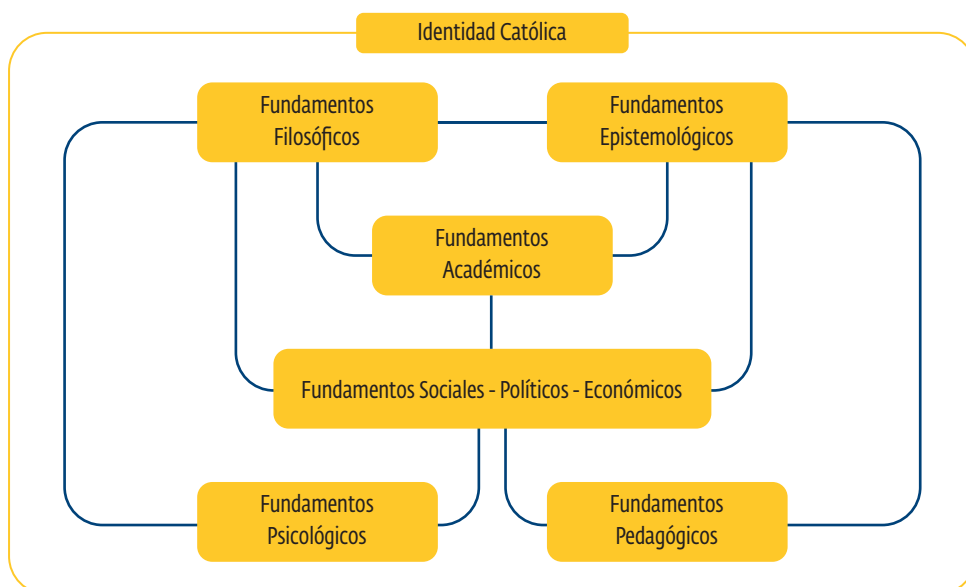 Identidad Católica
Fundamentos
Filosóficos
Fundamentos
Epistemológicos
Fundamentos
Académicos
Fundamentos Sociales - Políticos - Económicos
Fundamentos
Psicológicos
Fundamentos
Pedagógicos